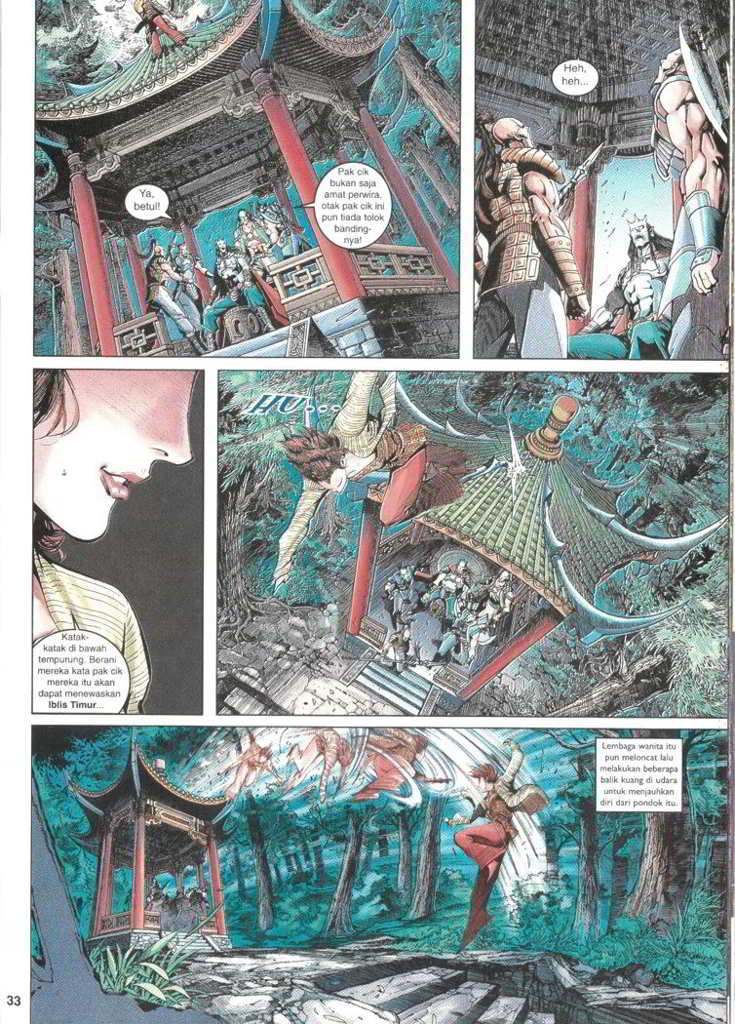 Ya,
betul!
Pak cik
bukan saja
amat perwira,
otak pak cik ini
pun tiada tolok
banding-
nya!
Heh,
heh...
Katak-
katak di bawah
tempurung. Berani
mereka kata pak cik
mereka itu akan
dapat menewaskan
Iblis Timur...
HU
Lembaga wanita itu
pun meloncat lalu
melakukan beberapa
balik kuang di udara
untuk menjauhkan
diri dari pondok itu.
33